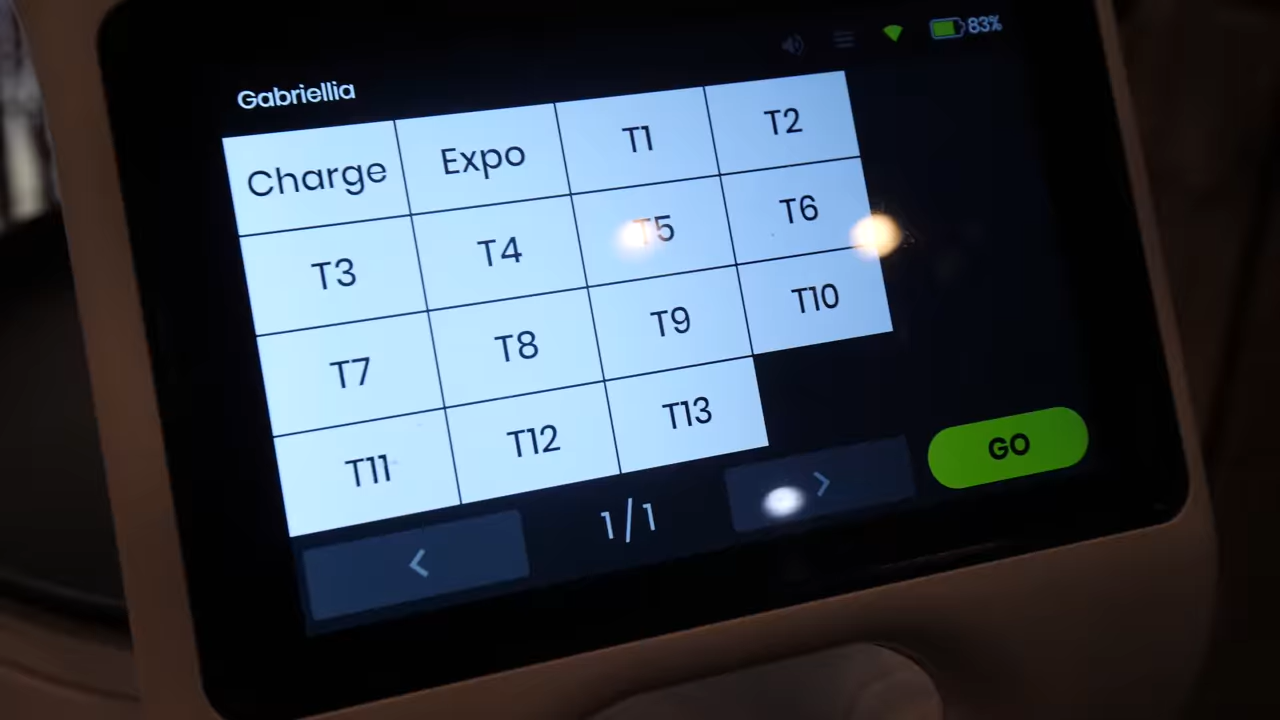 83%
Gabriellia
Charge Expo T1 T2
T3 T4 T5 T6
T7 T8 T9 T10
T11 T12 T13
< 1/1 > GO